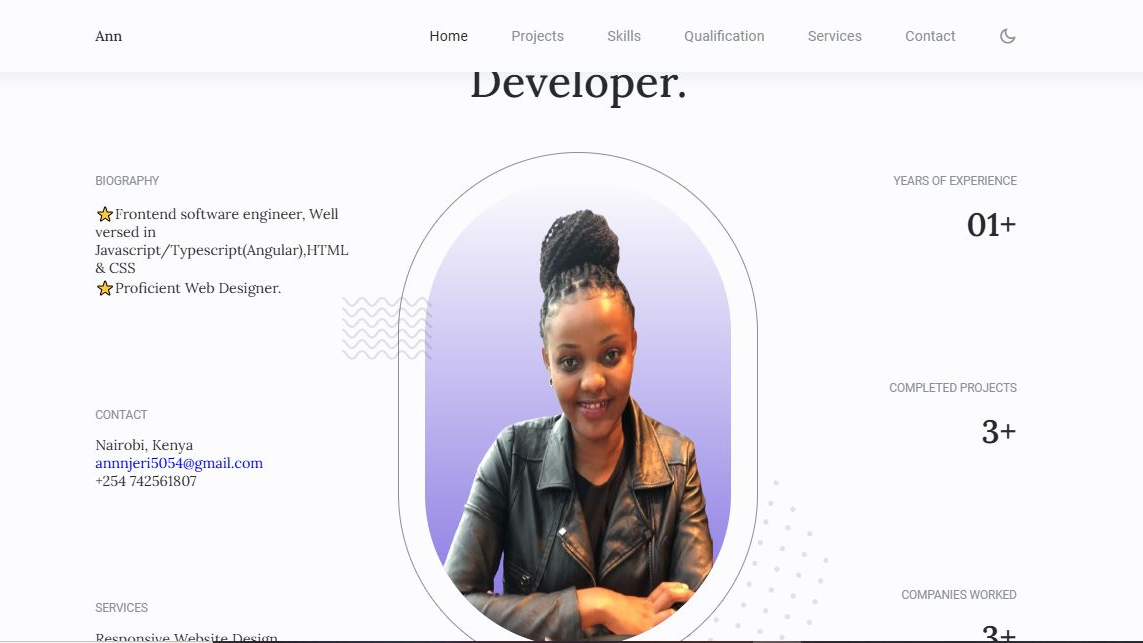 Ann
Home
Projects
Skills
Qualification
Services
Contact
Developer.
BIOGRAPHY
⭐Frontend software engineer, Well
versed in
Javascript/Typescript(Angular),HTML
& CSS
⭐Proficient Web Designer.
CONTACT
Nairobi, Kenya
annnjeri5054@gmail.com
+254 742561807
SERVICES
Responsive Website Design
YEARS OF EXPERIENCE
01+
COMPLETED PROJECTS
3+
COMPANIES WORKED
3+